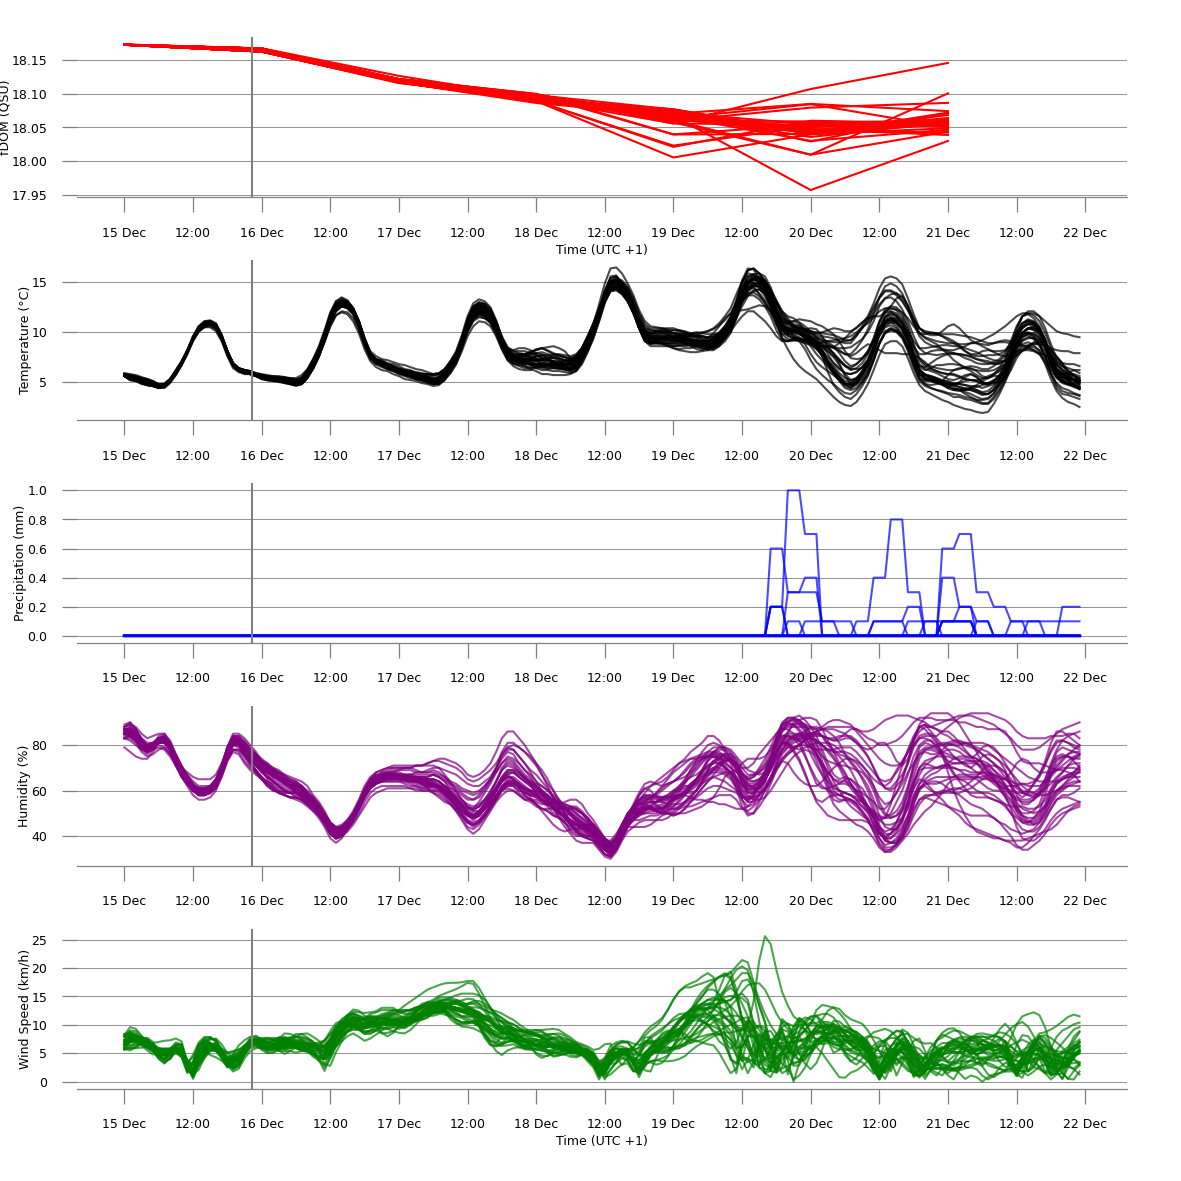 fDOM (QSU)
18.15
18.10
18.05
18.00
17.95
15 Dec 12:00 16 Dec 12:00 17 Dec 12:00 18 Dec 12:00 19 Dec 12:00 20 Dec 12:00 21 Dec 12:00 22 Dec
Time (UTC +1)
Temperature (°C)
15
10
5
15 Dec 12:00 16 Dec 12:00 17 Dec 12:00 18 Dec 12:00 19 Dec 12:00 20 Dec 12:00 21 Dec 12:00 22 Dec
Precipitation (mm)
1.0
0.8
0.6
0.4
0.2
0.0
15 Dec 12:00 16 Dec 12:00 17 Dec 12:00 18 Dec 12:00 19 Dec 12:00 20 Dec 12:00 21 Dec 12:00 22 Dec
Humidity (%)
80
60
40
15 Dec 12:00 16 Dec 12:00 17 Dec 12:00 18 Dec 12:00 19 Dec 12:00 20 Dec 12:00 21 Dec 12:00 22 Dec
Wind Speed (km/h)
25
20
15
10
5
0
15 Dec 12:00 16 Dec 12:00 17 Dec 12:00 18 Dec 12:00 19 Dec 12:00 20 Dec 12:00 21 Dec 12:00 22 Dec
Time (UTC +1)